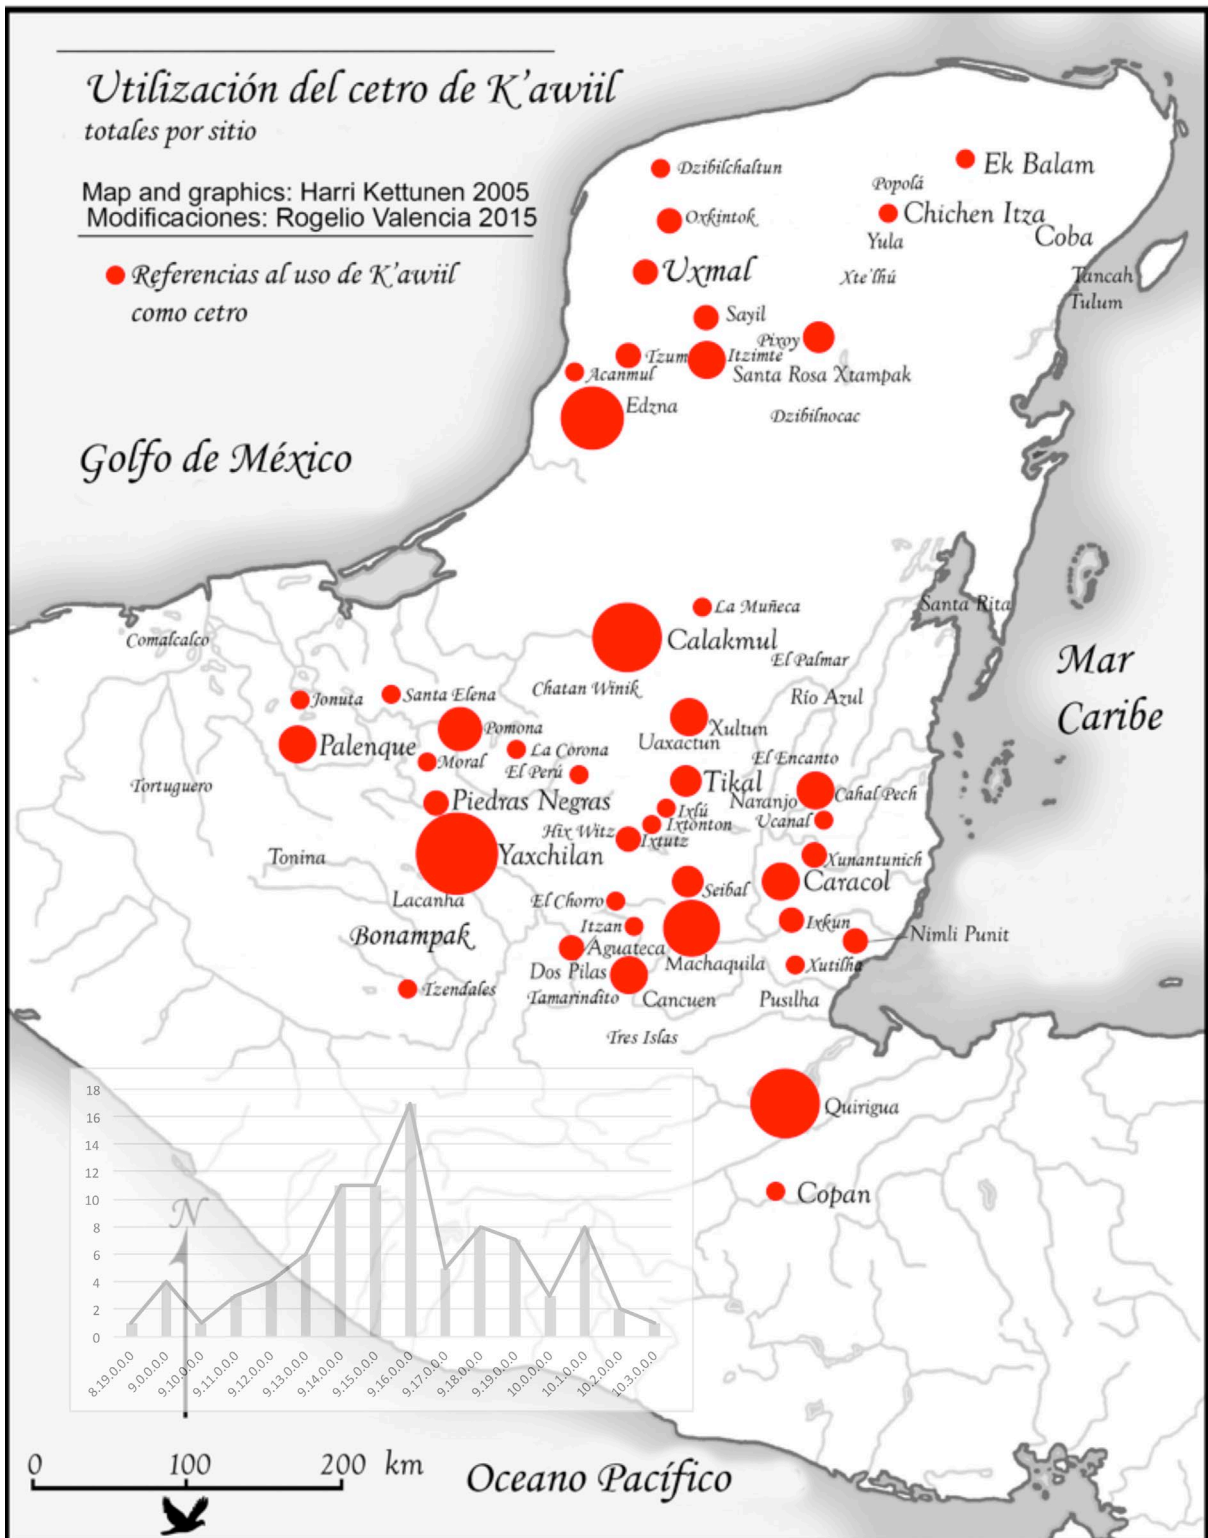 Utilización del cetro de K'awiil
totales por sitio
Map and graphics: Harri Kettunen 2005
Modificaciones: Rogelio Valencia 2015
Referencias al uso de K'awiil
como cetro
Dzibilchaltun
Ek Balam
Popolá
Oxkintok
Chichen Itza
Coba
Yula
Uxmal
Xte'lhú
Tancah
Tulum
Sayil
Pixoy
Tzum
Itzimte
Acanmul
Santa Rosa Xtampak
Edzna
Dzibilnocac
Golfo de México
La Muñeca
Santa Rita
Comalcalco
Calakmul
El Palmar
Mar
Caribe
Chatan Winik
Río Azul
Jonuta
Santa Elena
Pomona
Xultun
Uaxactun
Palenque
La Corona
Moral
El Perú
El Encanto
Tortuguero
Tikal
Cahal Pech
Piedras Negras
Naranjo
Ixlú
Ixtonton
Ucanal
Hix Witz
Ixtutz
Tonina
Yaxchilan
Xunantunich
Caracol
Seibal
Lacanha
El Chorro
Itzan
Ixkun
Bonampak
Aguateca
Nimli Punit
Dos Pilas
Machaquila
Xutilha
Tzendales
Tamarindito
Cancuen
Pusilha
Tres Islas
Quirigua
Copan
18
16
14
12
10
8
6
4
2
0
N
8.19.0.0.0
9.0.0.0.0
9.10.0.0.0
9.11.0.0.0
9.12.0.0.0
9.13.0.0.0
9.14.0.0.0
9.15.0.0.0
9.16.0.0.0
9.17.0.0.0
9.18.0.0.0
9.19.0.0.0
10.0.0.0.0
10.1.0.0.0
10.2.0.0.0
10.3.0.0.0
0 100 200 km
Oceano Pacífico